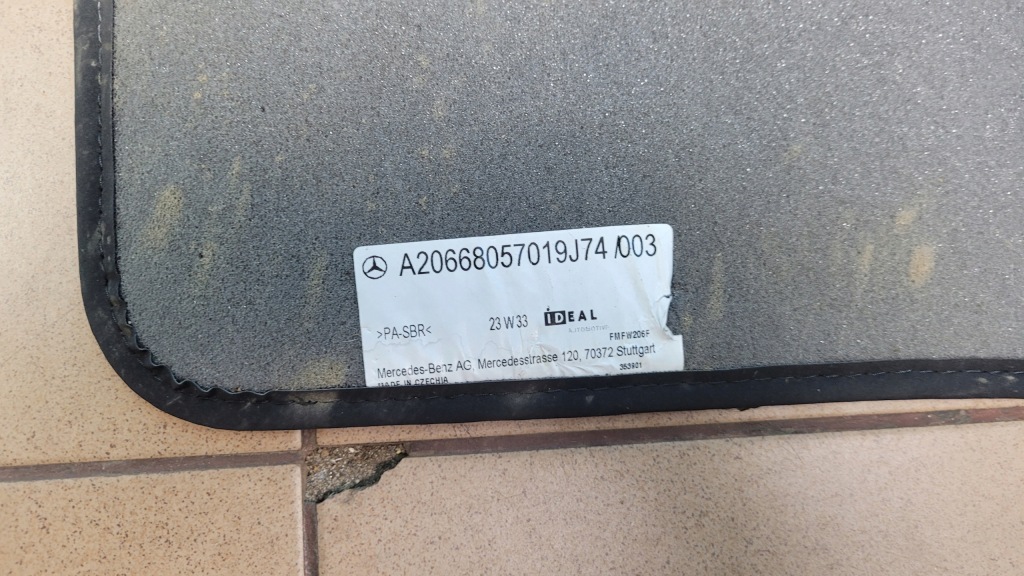 A20668057019J74 /003
>PA-SBR<
23 W 33
iDEAL
FMFW206F
Mercedes-Benz AG, Mercedesstrasse 120, 70372 Stuttgart
353921
MADE IN CZECHIA